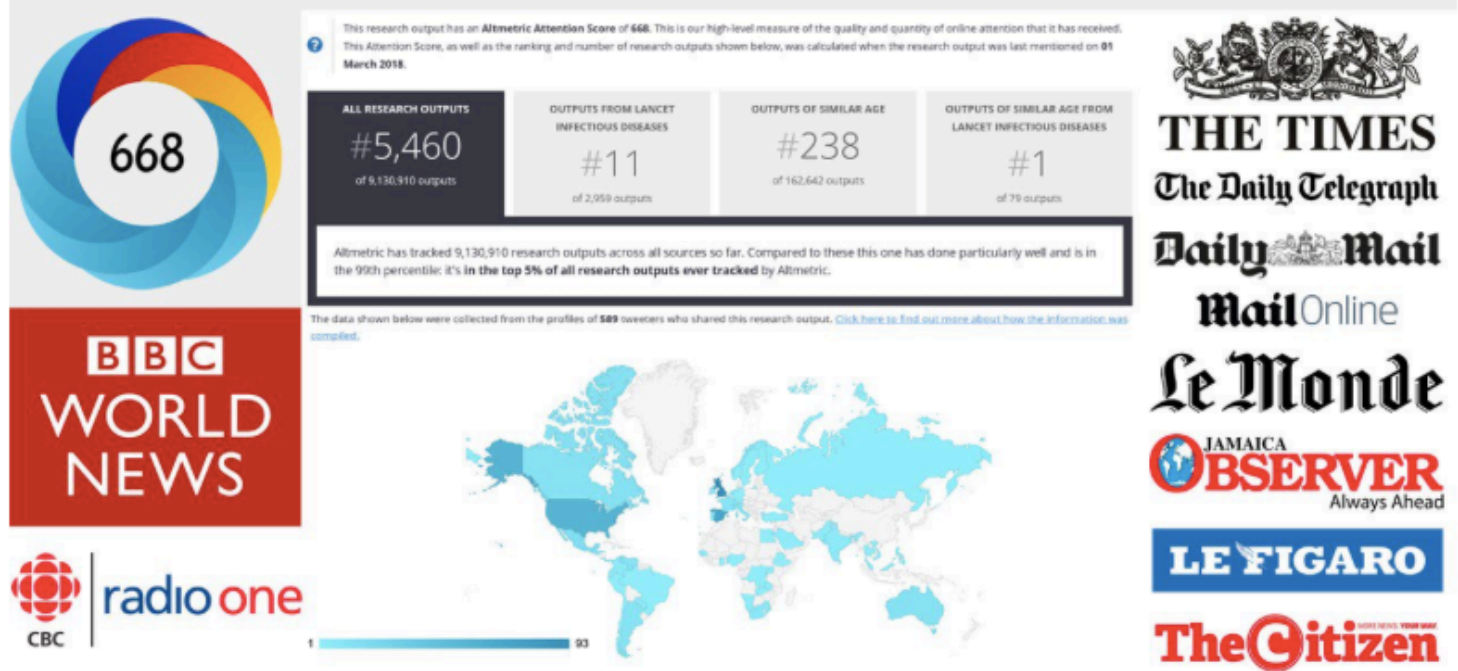 668
BBC
WORLD
NEWS
CBC
radio one
This research output has an Altmetric Attention Score of 668. This is our high-level measure of the quality and quantity of online attention that it has received.
This Attention Score, as well as the ranking and number of research outputs shown below, was calculated when the research output was last mentioned on 01
March 2018.
?
ALL RESEARCH OUTPUTS
#5,460
of 9,130,910 outputs
OUTPUTS FROM LANCET
INFECTIOUS DISEASES
#11
of 2,959 outputs
OUTPUTS OF SIMILAR AGE
#238
of 162,642 outputs
OUTPUTS OF SIMILAR AGE FROM
LANCET INFECTIOUS DISEASES
#1
of 79 outputs
Altmetric has tracked 9,130,910 research outputs across all sources so far. Compared to these this one has done particularly well and is in
the 99th percentile: it's in the top 5% of all research outputs ever tracked by Altmetric.
The data shown below were collected from the profiles of 589 tweeters who shared this research output. Click here to find out more about how the information was
compiled.
1
93
THE TIMES
The Daily Telegraph
Daily Mail
MailOnline
Le Monde
JAMAICA
OBSERVER
Always Ahead
LE FIGARO
MORE NEWS. YOUR WAY.
TheCitizen